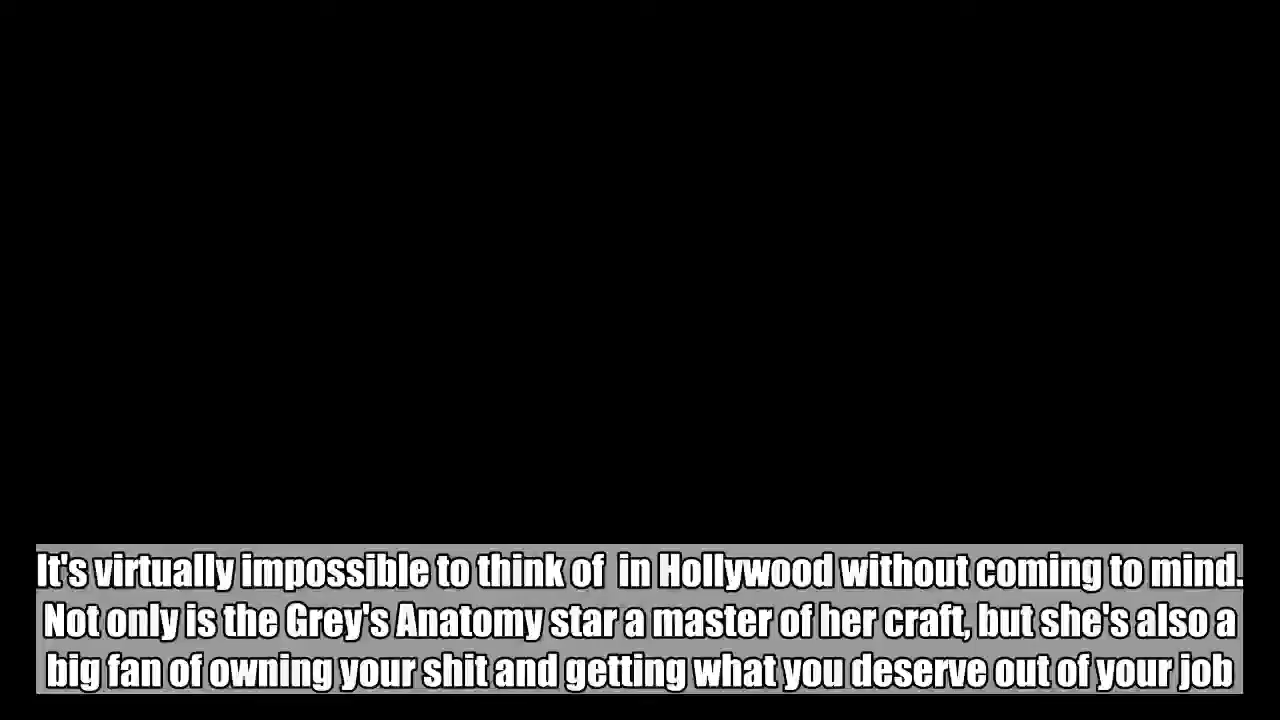 It's virtually impossible to think of  in Hollywood without coming to mind.
Not only is the Grey's Anatomy star a master of her craft, but she's also a
big fan of owning your shit and getting what you deserve out of your job